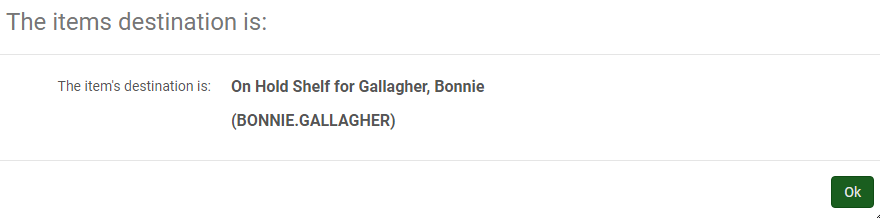 The items destination is:
The item's destination is: On Hold Shelf for Gallagher, Bonnie
(BONNIE.GALLAGHER)
Ok